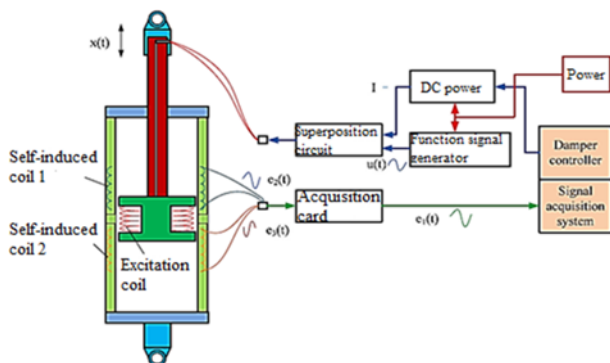 x(t)
Self-induced
coil 1
Self-induced
coil 2
Excitation
coil
e₂(t)
e₃(t)
I
DC power
Power
Superposition
circuit
u(t)
Function signal
generator
Damper
controller
Acquisition
card
e₁(t)
Signal
acquisition
system